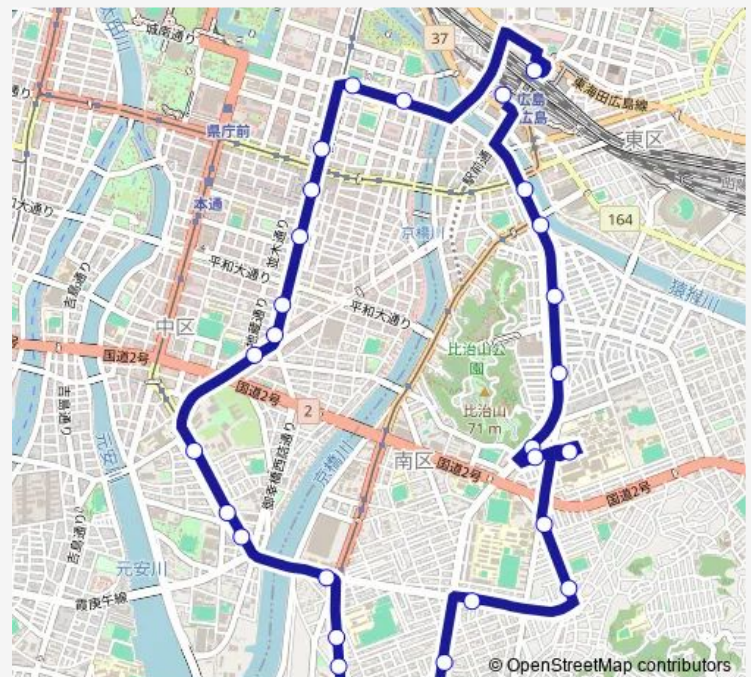 城南通り
37
広島
広島
東海田広島線
県庁前
東区
駅前通
164
本通
京橋川
並木通り
猿猴川
平和大通り
吉島通り
平和大通り
中区
地蔵通り
比治山公
園
国道2号
国道2号
比治山
71 m
2
南区
国道2号
国道2号
元安
御幸橋西詰通り
京橋川
吉島通り
元安川
霞庚午線
© OpenStreetMap contributors